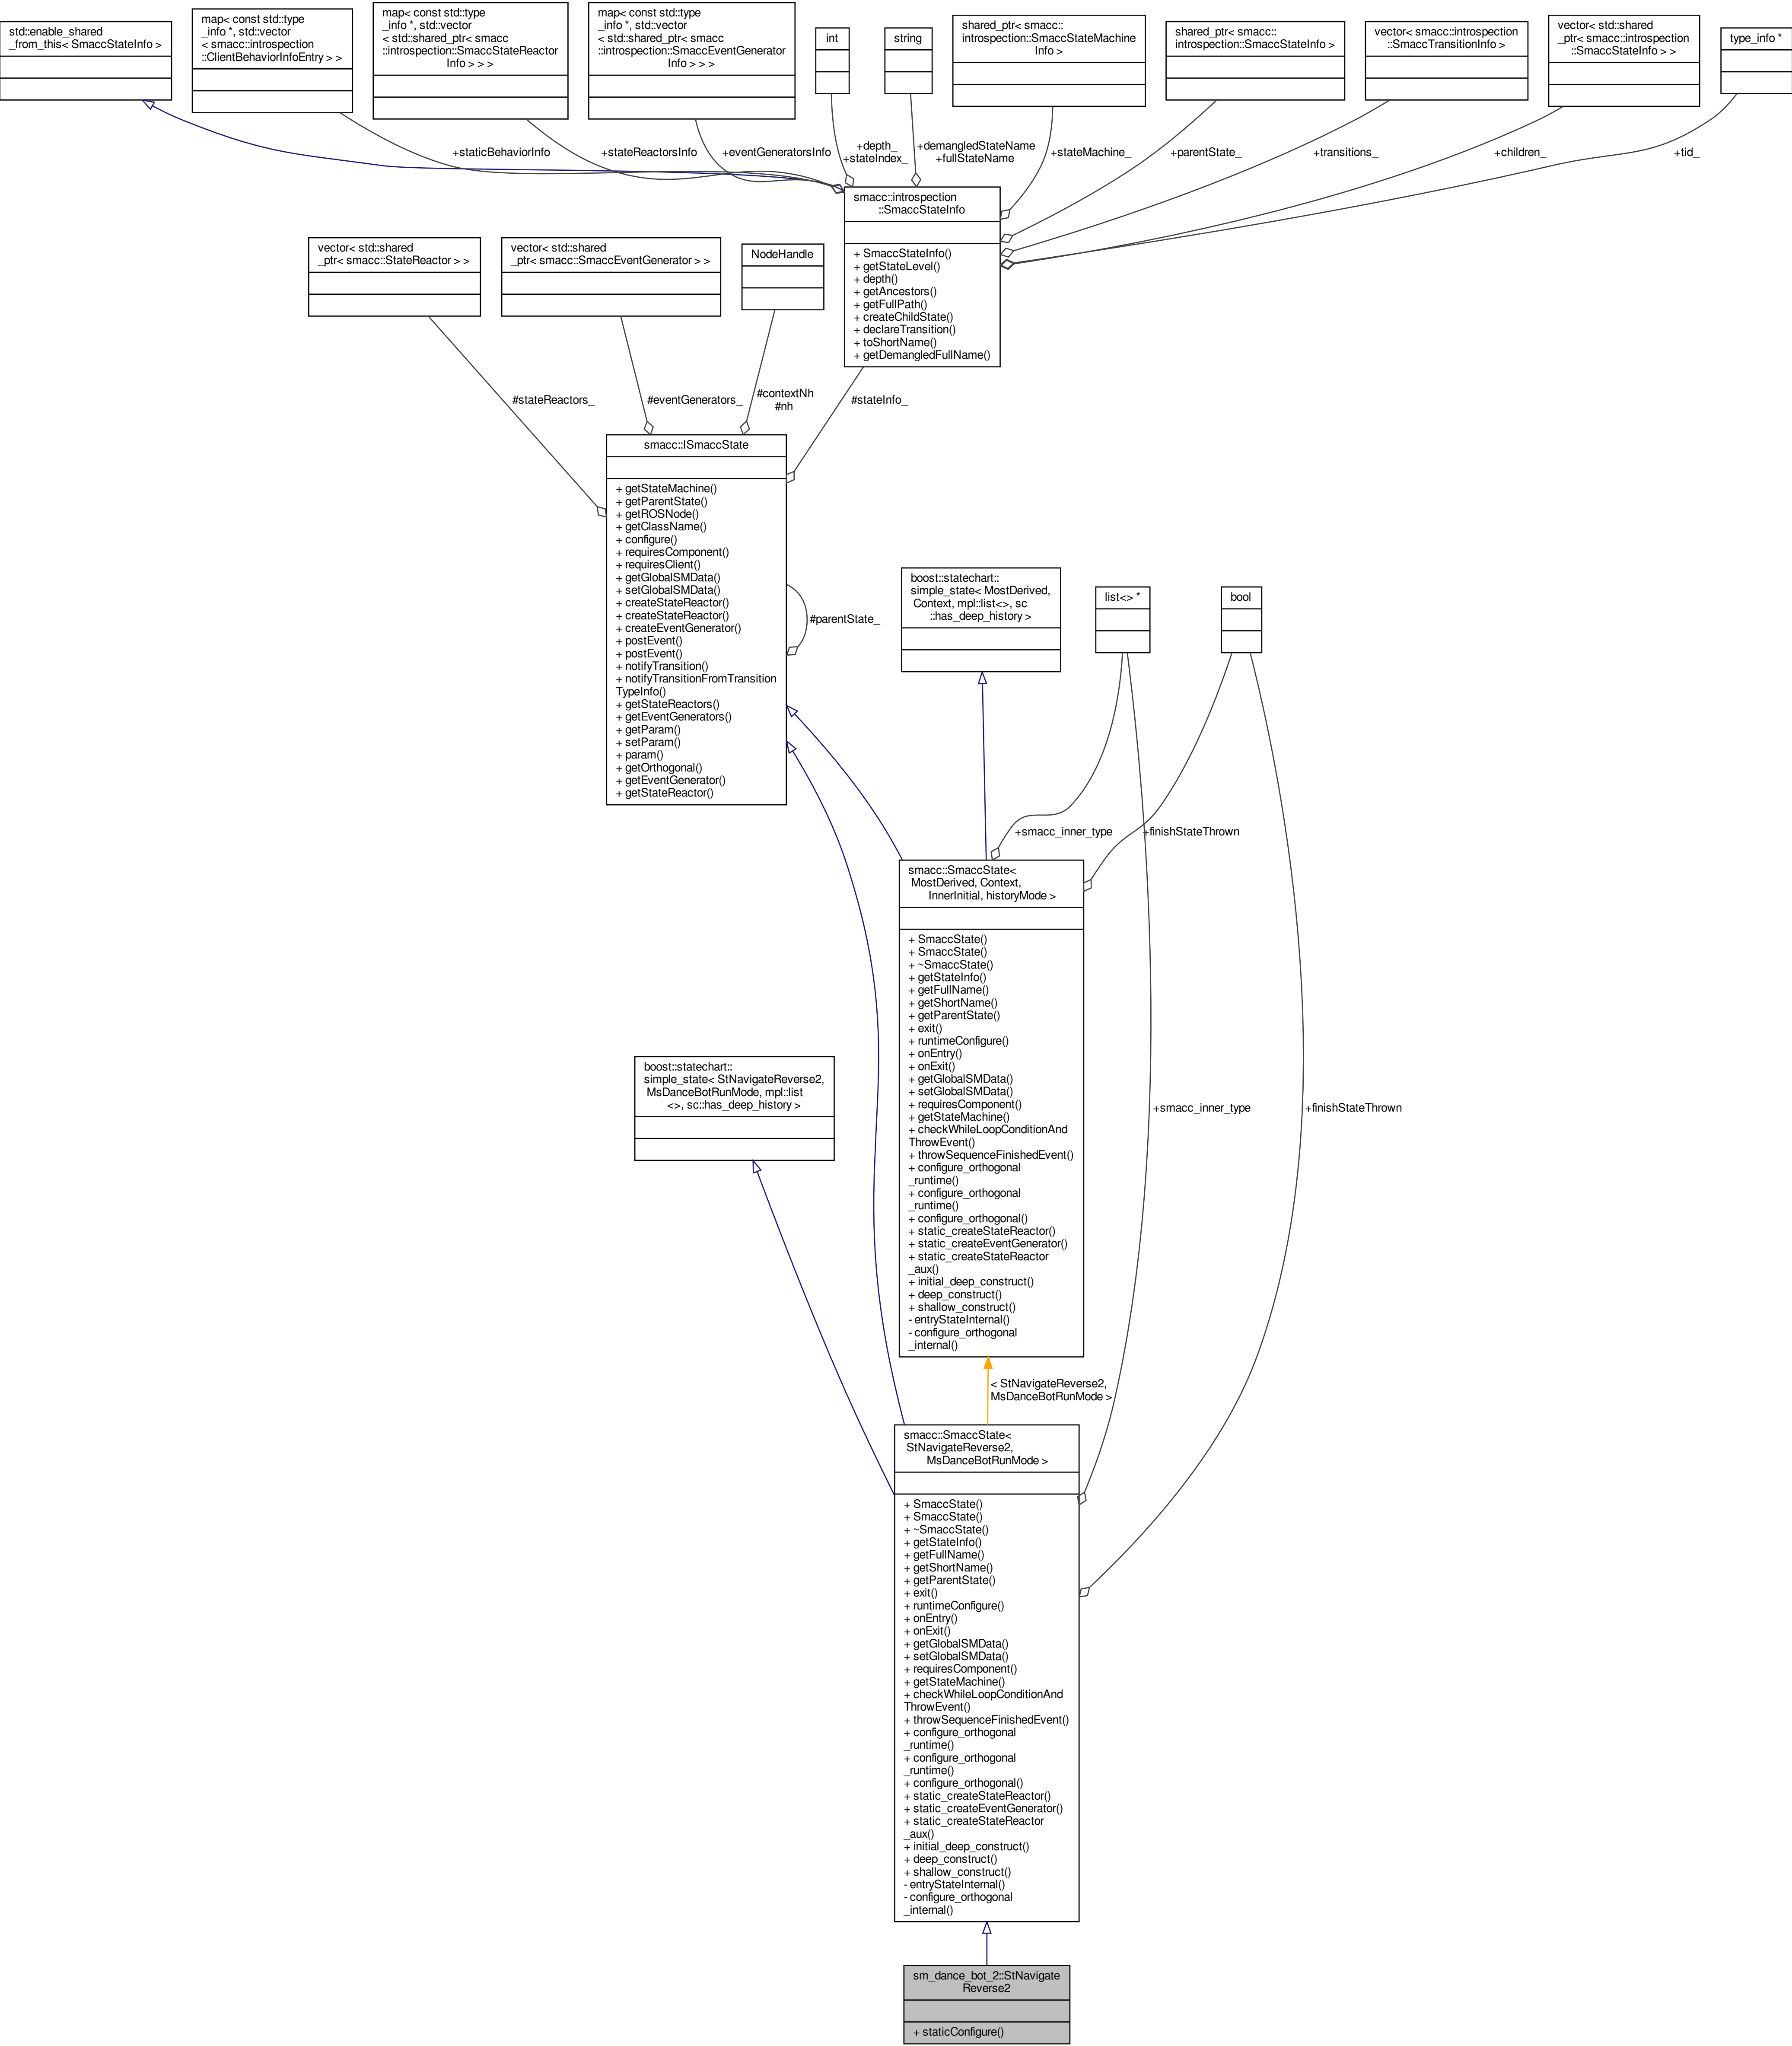 std::enable_shared
_from_this< SmaccStateInfo >
map< const std::type
_info *, std::vector
< smacc::introspection
::ClientBehaviorInfoEntry > >
map< const std::type
_info *, std::vector
< std::shared_ptr< smacc
::introspection::SmaccStateReactor
Info > > >
map< const std::type
_info *, std::vector
< std::shared_ptr< smacc
::introspection::SmaccEventGenerator
Info > > >
int
string
shared_ptr< smacc::
introspection::SmaccStateMachine
Info >
shared_ptr< smacc::
introspection::SmaccStateInfo >
vector< smacc::introspection
::SmaccTransitionInfo >
vector< std::shared
_ptr< smacc::introspection
::SmaccStateInfo > >
type_info *
+staticBehaviorInfo
+stateReactorsInfo
+eventGeneratorsInfo
+depth_
+stateIndex_
+demangledStateName
+fullStateName
+stateMachine_
+parentState_
+transitions_
+children_
+tid_
smacc::introspection
::SmaccStateInfo
+ SmaccStateInfo()
+ getStateLevel()
+ depth()
+ getAncestors()
+ getFullPath()
+ createChildState()
+ declareTransition()
+ toShortName()
+ getDemangledFullName()
vector< std::shared
_ptr< smacc::StateReactor > >
vector< std::shared
_ptr< smacc::SmaccEventGenerator > >
NodeHandle
#stateReactors_
#eventGenerators_
#contextNh
#nh
#stateInfo_
smacc::ISmaccState
+ getStateMachine()
+ getParentState()
+ getROSNode()
+ getClassName()
+ configure()
+ requiresComponent()
+ requiresClient()
+ getGlobalSMData()
+ setGlobalSMData()
+ createStateReactor()
+ createStateReactor()
+ createEventGenerator()
+ postEvent()
+ postEvent()
+ notifyTransition()
+ notifyTransitionFromTransition
TypeInfo()
+ getStateReactors()
+ getEventGenerators()
+ getParam()
+ setParam()
+ param()
+ getOrthogonal()
+ getEventGenerator()
+ getStateReactor()
#parentState_
boost::statechart::
simple_state< MostDerived,
Context, mpl::list<>, sc
::has_deep_history >
list<> *
bool
+smacc_inner_type
+finishStateThrown
smacc::SmaccState<
MostDerived, Context,
InnerInitial, historyMode >
+ SmaccState()
+ SmaccState()
+ ~SmaccState()
+ getStateInfo()
+ getFullName()
+ getShortName()
+ getParentState()
+ exit()
+ runtimeConfigure()
+ onEntry()
+ onExit()
+ getGlobalSMData()
+ setGlobalSMData()
+ requiresComponent()
+ getStateMachine()
+ checkWhileLoopConditionAnd
ThrowEvent()
+ throwSequenceFinishedEvent()
+ configure_orthogonal
_runtime()
+ configure_orthogonal
_runtime()
+ configure_orthogonal()
+ static_createStateReactor()
+ static_createEventGenerator()
+ static_createStateReactor
_aux()
+ initial_deep_construct()
+ deep_construct()
+ shallow_construct()
- entryStateInternal()
- configure_orthogonal
_internal()
boost::statechart::
simple_state< StNavigateReverse2,
MsDanceBotRunMode, mpl::list
<>, sc::has_deep_history >
+smacc_inner_type
+finishStateThrown
< StNavigateReverse2,
MsDanceBotRunMode >
smacc::SmaccState<
StNavigateReverse2,
MsDanceBotRunMode >
+ SmaccState()
+ SmaccState()
+ ~SmaccState()
+ getStateInfo()
+ getFullName()
+ getShortName()
+ getParentState()
+ exit()
+ runtimeConfigure()
+ onEntry()
+ onExit()
+ getGlobalSMData()
+ setGlobalSMData()
+ requiresComponent()
+ getStateMachine()
+ checkWhileLoopConditionAnd
ThrowEvent()
+ throwSequenceFinishedEvent()
+ configure_orthogonal
_runtime()
+ configure_orthogonal
_runtime()
+ configure_orthogonal()
+ static_createStateReactor()
+ static_createEventGenerator()
+ static_createStateReactor
_aux()
+ initial_deep_construct()
+ deep_construct()
+ shallow_construct()
- entryStateInternal()
- configure_orthogonal
_internal()
sm_dance_bot_2::StNavigate
Reverse2
+ staticConfigure()